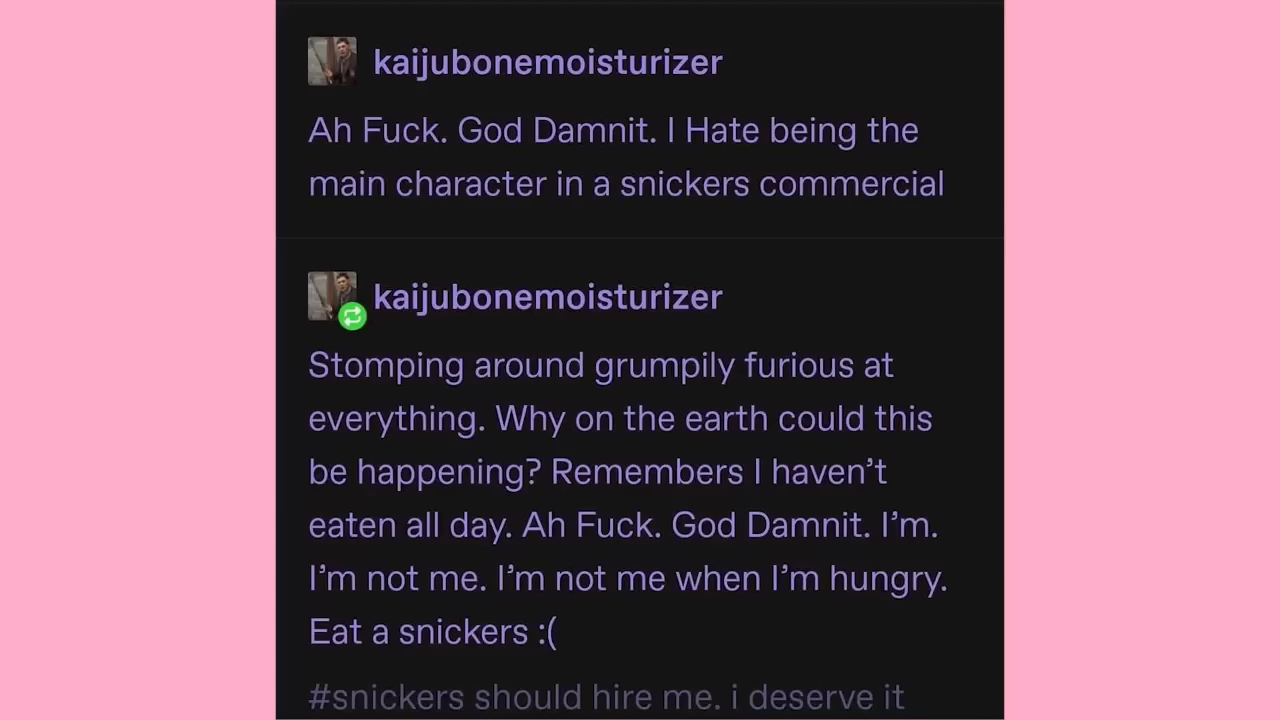 kaijubonemoisturizer
Ah Fuck. God Damnit. I Hate being the
main character in a snickers commercial
kaijubonemoisturizer
Stomping around grumpily furious at
everything. Why on the earth could this
be happening? Remembers I haven’t
eaten all day. Ah Fuck. God Damnit. I’m.
I’m not me. I’m not me when I’m hungry.
Eat a snickers :(
#snickers should hire me. i deserve it